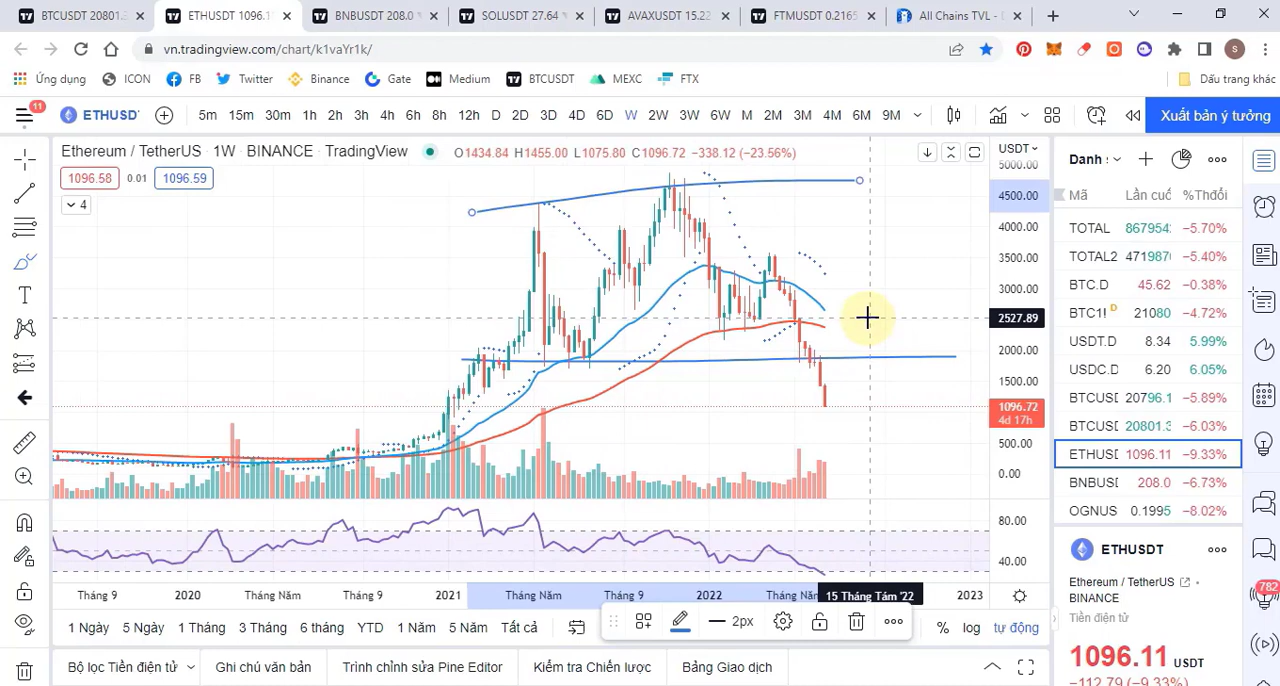 BTCUSDT 20801.3
ETHUSDT 1096.1
BNBUSDT 208.0
SOLUSDT 27.64
AVAXUSDT 15.22
FTMUSDT 0.2165
All Chains TVL - D
vn.tradingview.com/chart/k1vaYr1k/
S
Ứng dụng
ICON
FB
Twitter
Binance
Gate
Medium
BTCUSDT
MEXC
FTX
Dấu trang khác
11
ETHUSDT
5m 15m 30m 1h 2h 3h 4h 6h 8h 12h D 2D 3D 4D 6D W 2W 3W 6W M 2M 3M 4M 6M 9M
Xuất bản ý tưởng
Ethereum / TetherUS · 1W · BINANCE · TradingView
O1434.84 H1455.00 L1075.80 C1096.72 −338.12 (−23.56%)
USDT
1096.58 0.01 1096.59
4
5000.00
4500.00
4000.00
3500.00
3000.00
2527.89
2000.00
1500.00
1096.72
4d 17h
500.00
0.00
80.00
40.00
Tháng 9 2020 Tháng Năm Tháng 9 2021 Tháng Năm Tháng 9 2022 Tháng Năm 15 Tháng Tám '22 2023
1 Ngày 5 Ngày 1 Tháng 3 Tháng 6 tháng YTD 1 Năm 5 Năm Tất cả
2px
% log tự động
Bộ lọc Tiền điện tử
Ghi chú văn bản
Trình chỉnh sửa Pine Editor
Kiểm tra Chiến lược
Bảng Giao dịch
Danh
Mã Lần cuố %Thđối
TOTAL 867954 −5.70%
TOTAL2 471987 −5.40%
BTC.D 45.62 −0.38%
BTC1! D 21080 −4.72%
USDT.D 8.34 5.99%
USDC.D 6.20 6.05%
BTCUSD 20796.1 −5.89%
BTCUSD 20801.3 −6.03%
ETHUSD 1096.11 −9.33%
BNBUSD 208.0 −6.73%
OGNUS 0.1995 −8.02%
ETHUSDT
Ethereum / TetherUS
BINANCE
Tiền điện tử
1096.11 USDT
−112.79 (−9.33%)
782